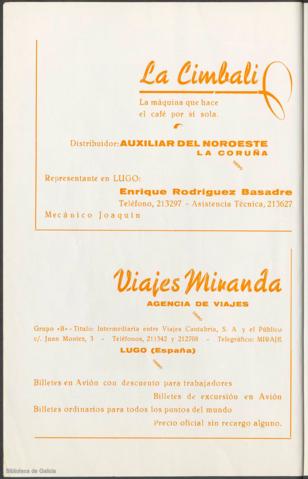 La Cimbali
La máquina que hace
el café por si sola.
Distribuidor: AUXILIAR DEL NOROESTE
LA CORUÑA
Representante en LUGO:
Enrique Rodriguez Basadre
Teléfono, 213297 - Asistencia Técnica, 213627
Mecánico Joaquin
Viajes Miranda
AGENCIA DE VIAJES
Grupo «B» - Título: Intermediaria entre Viajes Cantabria, S. A y el Público
c/. Juan Montes, 3 - Teléfonos, 211342 y 212708 - Telegráfico: MIRAJE
LUGO (España)
Billetes en Avión con descuento para trabajadores
Billetes de excursión en Avión
Billetes ordinarios para todos los puntos del mundo
Precio oficial sin recargo alguno.
Biblioteca de Galicia